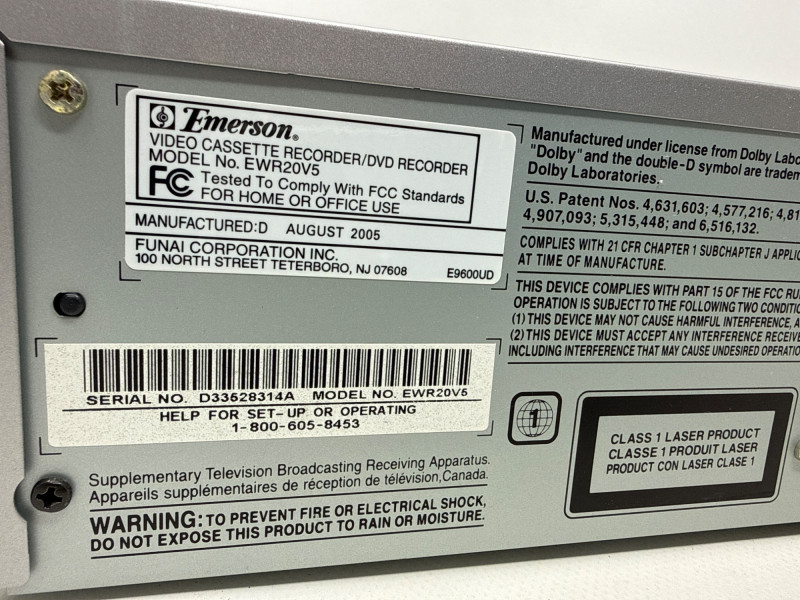 Emerson®
VIDEO CASSETTE RECORDER/DVD RECORDER
MODEL No. EWR20V5
FC Tested To Comply With FCC Standards
FOR HOME OR OFFICE USE
MANUFACTURED:D AUGUST 2005
FUNAI CORPORATION INC.
100 NORTH STREET TETERBORO, NJ 07608 E9600UD
SERIAL NO. D33528314A MODEL NO. EWR20V5
HELP FOR SET-UP OR OPERATING
1-800-605-8453
Supplementary Television Broadcasting Receiving Apparatus.
Appareils supplémentaires de réception de télévision,Canada.
WARNING: TO PREVENT FIRE OR ELECTRICAL SHOCK,
DO NOT EXPOSE THIS PRODUCT TO RAIN OR MOISTURE.
Manufactured under license from Dolby
"Dolby" and the double-D symbol are
Dolby Laboratories.
U.S. Patent Nos. 4,631,603; 4,577,216;
4,907,093; 5,315,448; and 6,516,132.
COMPLIES WITH 21 CFR CHAPTER 1 SUBCHAPTER J
AT TIME OF MANUFACTURE.
THIS DEVICE COMPLIES WITH PART 15 OF THE FCC
OPERATION IS SUBJECT TO THE FOLLOWING TWO
(1) THIS DEVICE MAY NOT CAUSE HARMFUL INTERFERENCE,
(2) THIS DEVICE MUST ACCEPT ANY INTERFERENCE
INCLUDING INTERFERENCE THAT MAY CAUSE UNDESIRED
1
CLASS 1 LASER PRODUCT
CLASSE 1 PRODUIT LASER
PRODUCT CON LASER CLASE 1